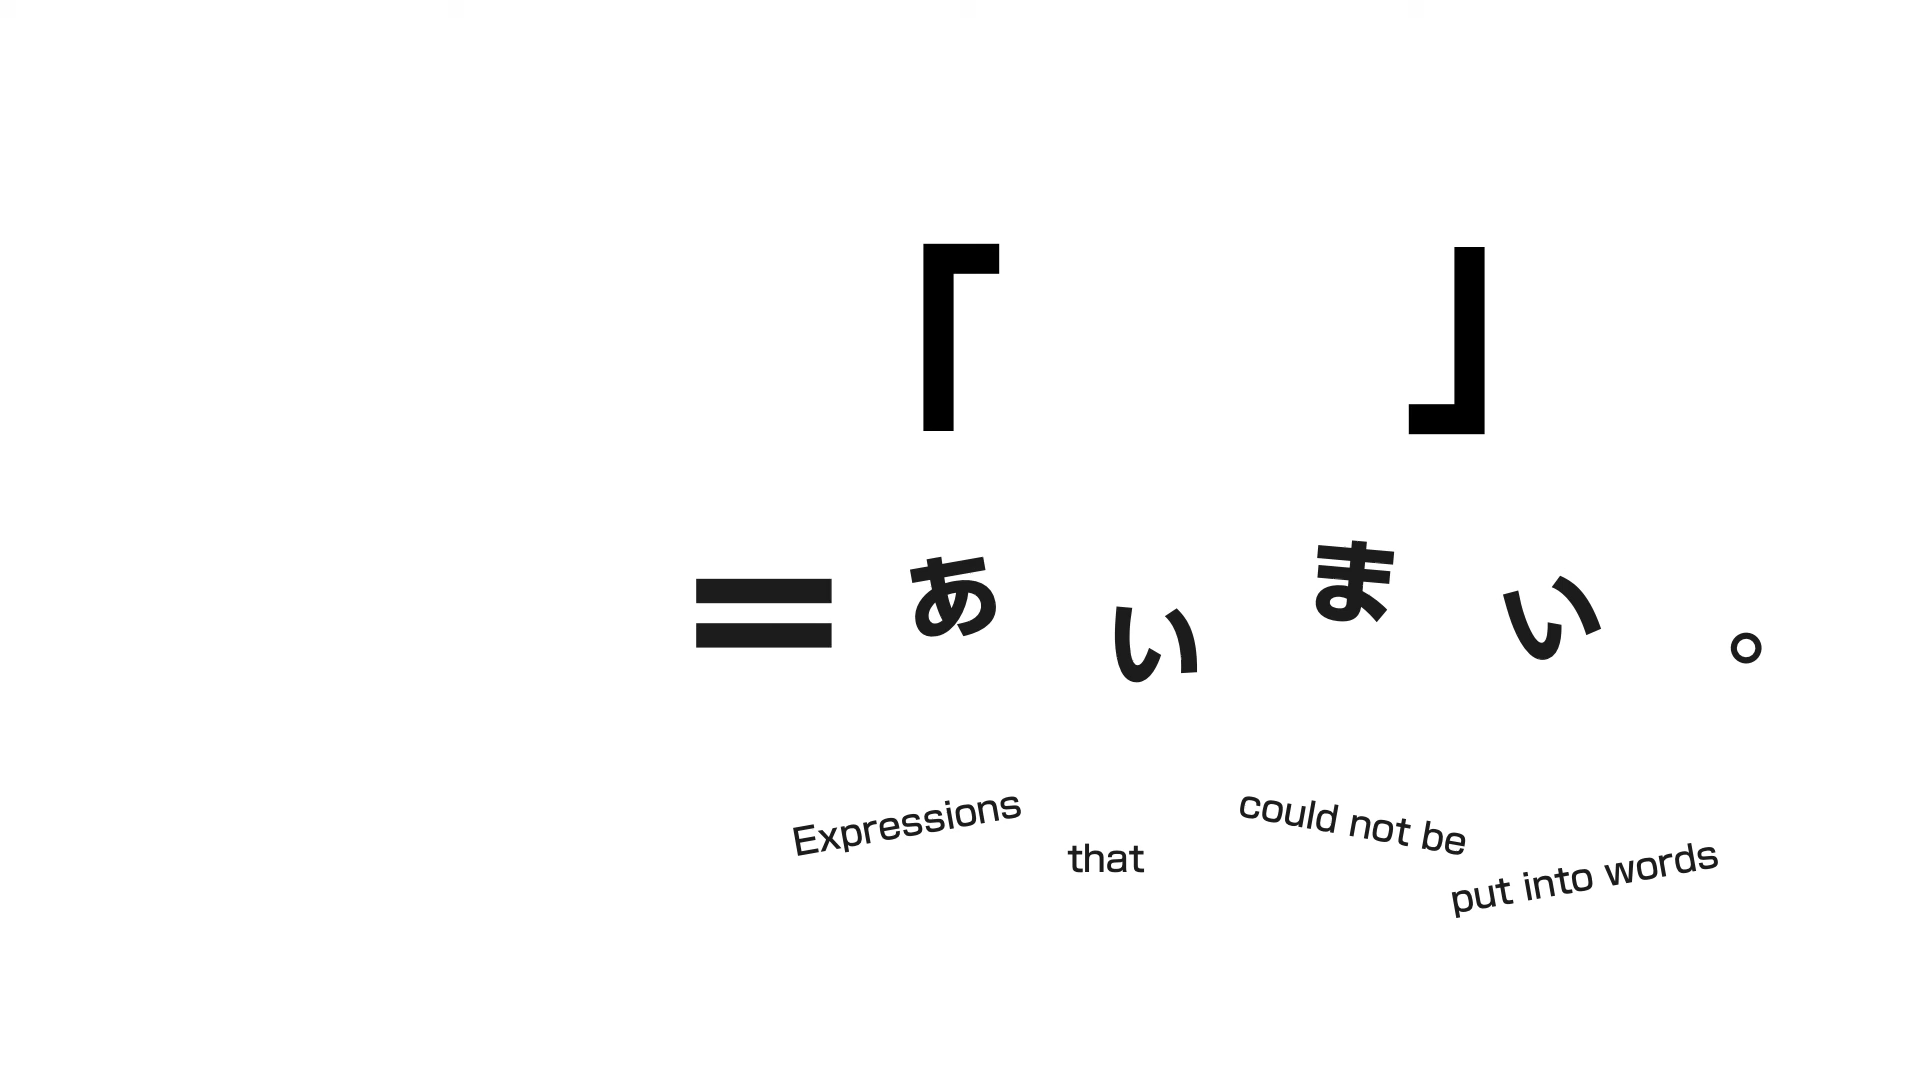 「 」
=あいまい。
Expressions that could not be put into words